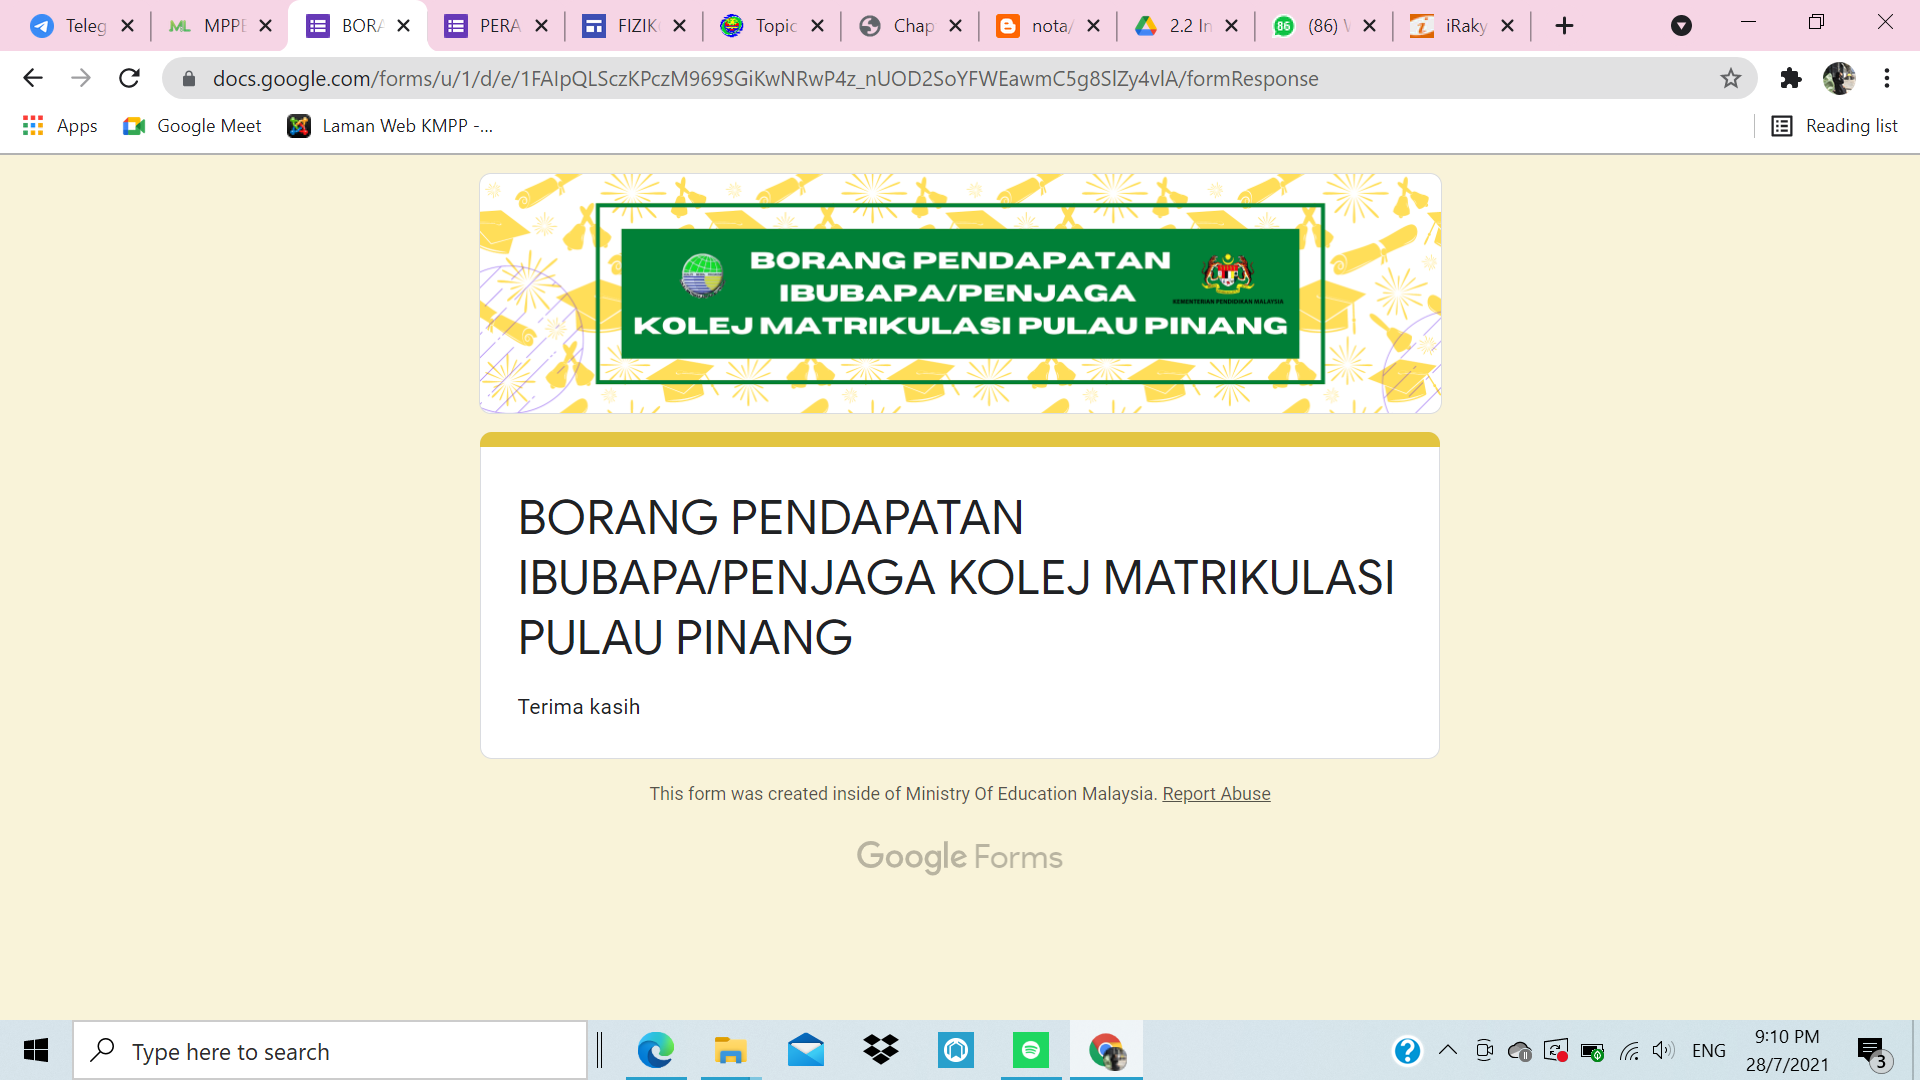 Teleg
MPPE
BORA
PERA
FIZIK
Topic
Chap
nota/
2.2 In
(86)
iRaky
docs.google.com/forms/u/1/d/e/1FAIpQLSczKPczM969SGiKwNRwP4z_nUOD2SoYFWEawmC5g8SlZy4vlA/formResponse
Apps
Google Meet
Laman Web KMPP -...
Reading list
BORANG PENDAPATAN
IBUBAPA/PENJAGA
KEMENTERIAN PENDIDIKAN MALAYSIA
KOLEJ MATRIKULASI PULAU PINANG
BORANG PENDAPATAN
IBUBAPA/PENJAGA KOLEJ MATRIKULASI
PULAU PINANG
Terima kasih
This form was created inside of Ministry Of Education Malaysia. Report Abuse
Google Forms
Type here to search
ENG
9:10 PM
28/7/2021
3